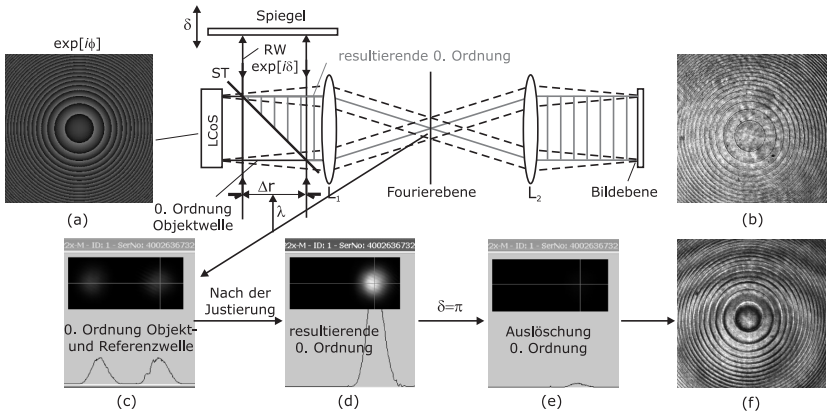 δ
Spiegel
exp[iϕ]
RW
exp[iδ]
resultierende 0. Ordnung
ST
LCoS
Δr
λ
L1
L2
0. Ordnung
Objektwelle
Fourierebene
Bildebene
(a)
(b)
2x-M - ID: 1 - SerNo: 4002636732
0. Ordnung Objekt-
und Referenzwelle
(c)
Nach der
Justierung
2x-M - ID: 1 - SerNo: 4002636732
resultierende
0. Ordnung
(d)
δ=π
2x-M - ID: 1 - SerNo: 4002636732
Auslöschung
0. Ordnung
(e)
(f)